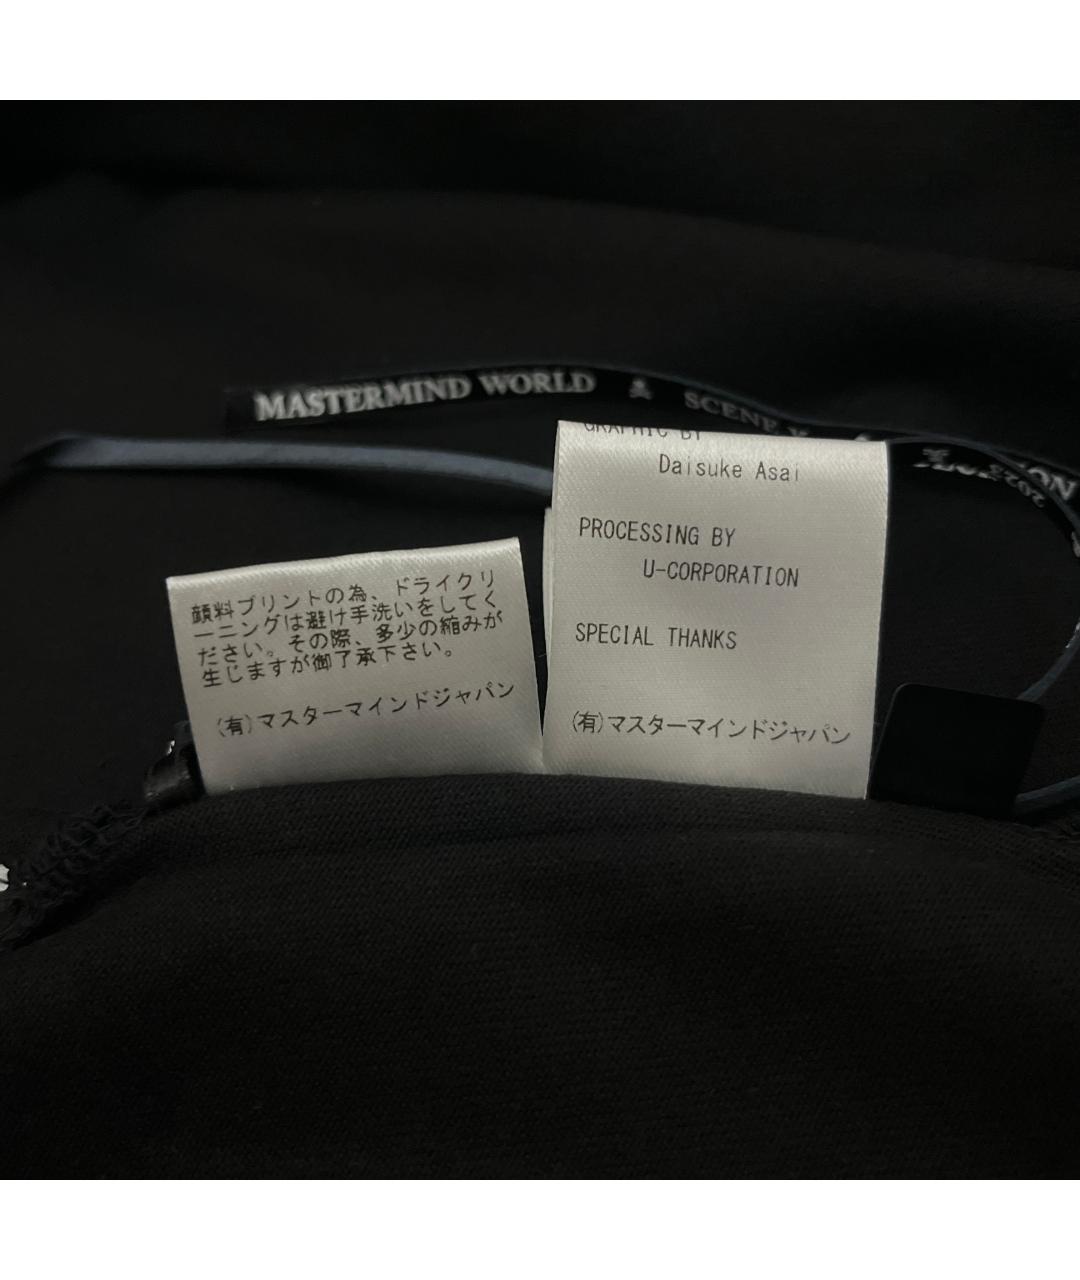 MASTERMIND WORLD
GRAPHIC BY
Daisuke Asai
PROCESSING BY
U-CORPORATION
SPECIAL THANKS
(有)マスターマインドジャパン
顔料プリントの為、ドライクリ
ーニングは避け手洗いをしてく
ださい。その際、多少の縮みが
生じますが御了承下さい。
(有)マスターマインドジャパン